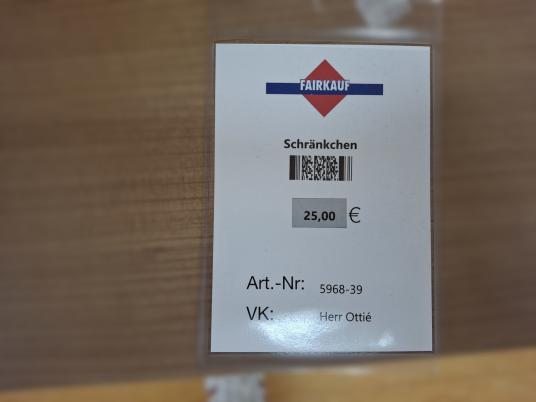 FAIRKAUF
Schränkchen
25,00 €
Art.-Nr: 5968-39
VK: Herr Ottié